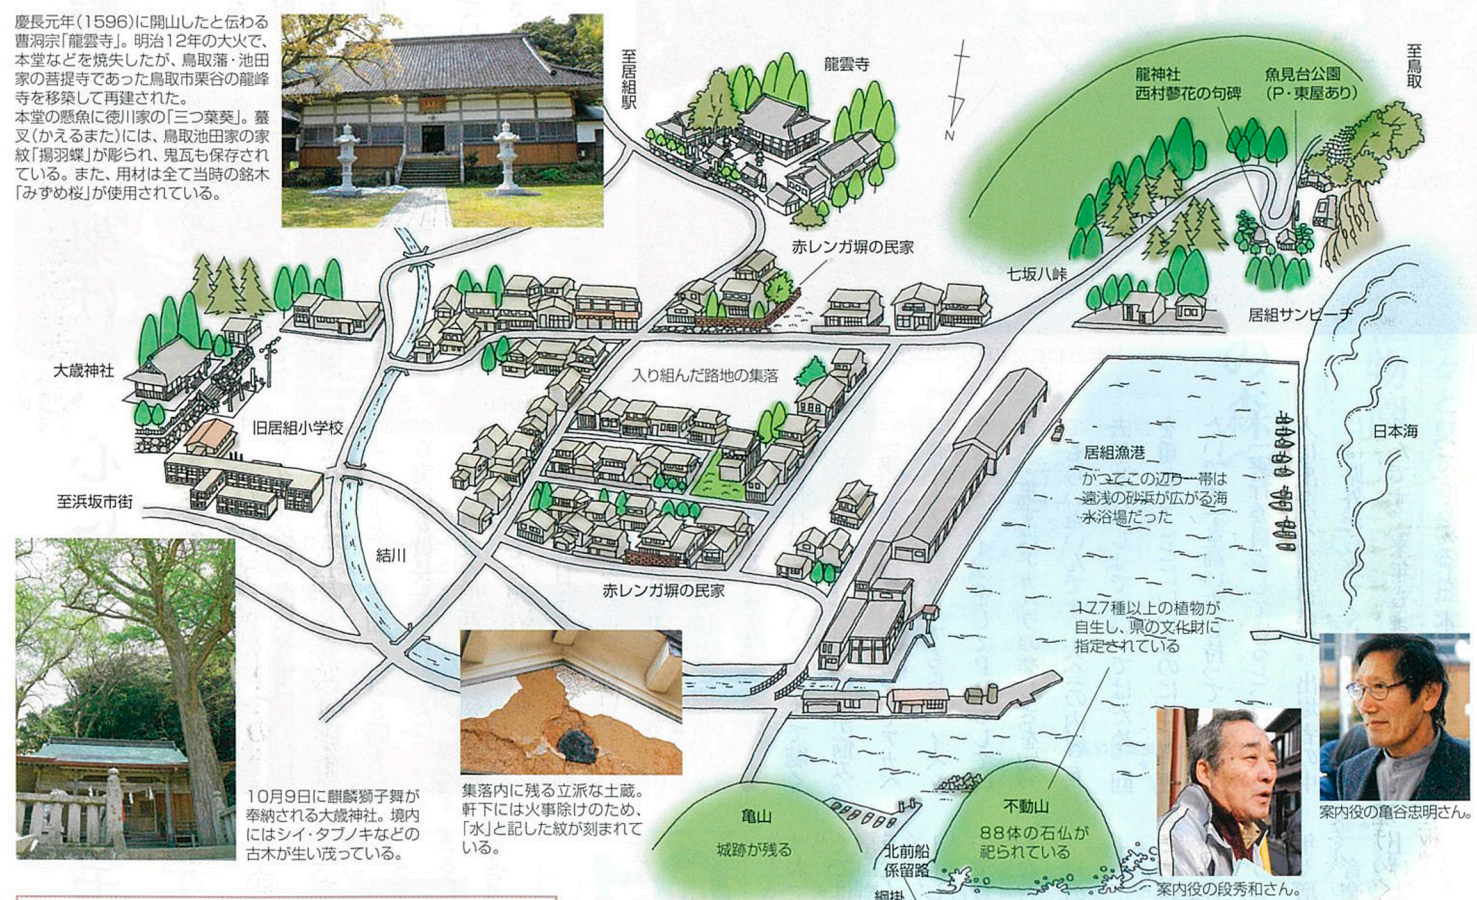 慶長元年(1596)に開山したと伝わる
曹洞宗「龍雲寺」。明治12年の大火で、
本堂などを焼失したが、鳥取藩・池田
家の菩提寺であった鳥取市栗谷の龍峰
寺を移築して再建された。
本堂の懸魚に徳川家の「三つ葉葵」。蟇
叉(かえるまた)には、鳥取池田家の家
紋「揚羽蝶」が彫られ、鬼瓦も保存され
ている。また、用材は全て当時の銘木
「みずめ桜」が使用されている。
至居組駅
龍雲寺
N
龍神社
西村蓼花の句碑
魚見台公園
(P・東屋あり)
至鳥取
赤レンガ塀の民家
七坂八峠
居組サンビーチ
大歳神社
入り組んだ路地の集落
旧居組小学校
日本海
居組漁港
かつてこの辺り一帯は
遠浅の砂浜が広がる海
水浴場だった
至浜坂市街
結川
赤レンガ塀の民家
177種以上の植物が
自生し、県の文化財に
指定されている
10月9日に麒麟獅子舞が
奉納される大歳神社。境内
にはシイ・タブノキなどの
古木が生い茂っている。
集落内に残る立派な土蔵。
軒下には火事除けのため、
「水」と記した紋が刻まれて
いる。
亀山
城跡が残る
不動山
88体の石仏が
祀られている
北前船
係留路
綱掛
案内役の亀谷忠明さん。
案内役の段秀和さん。